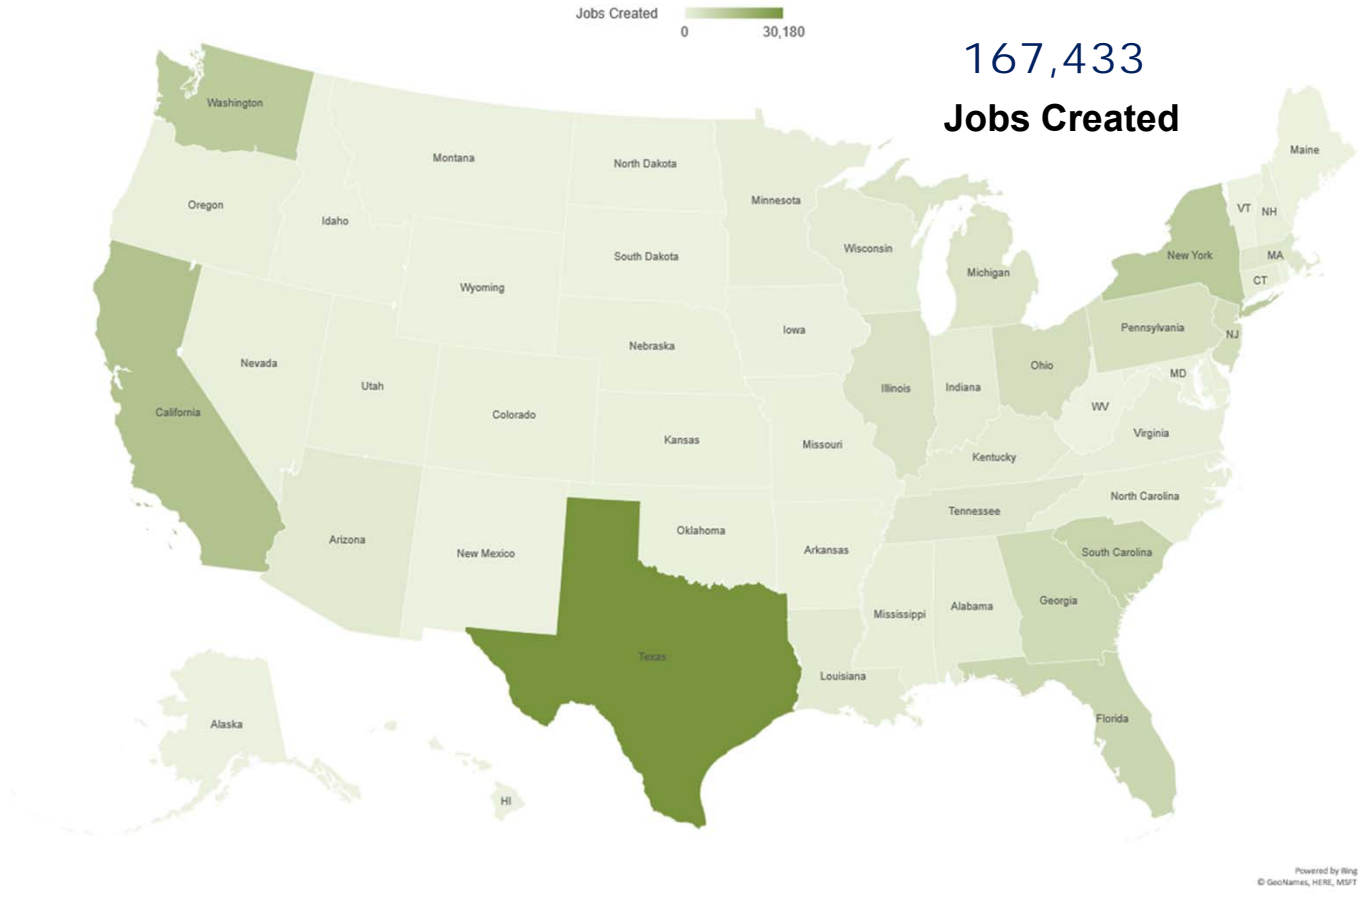 Jobs Created
0 30,180
167,433
Jobs Created
Washington
Montana
North Dakota
Minnesota
Maine
Oregon
Idaho
South Dakota
Wisconsin
Michigan
VT
NH
New York
MA
CT
Wyoming
Iowa
Nebraska
Pennsylvania
NJ
Nevada
Utah
Illinois
Indiana
Ohio
MD
California
Colorado
WV
Kansas
Missouri
Virginia
Kentucky
North Carolina
Tennessee
Arizona
New Mexico
Oklahoma
Arkansas
South Carolina
Mississippi
Alabama
Georgia
Texas
Louisiana
Florida
Alaska
HI
Powered by Bing
© GeoNames, HERE, MSFT